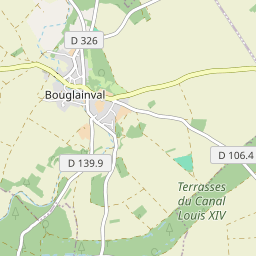 D 326
Bouglainval
D 106.4
D 139.9
Terrasses
du Canal
Louis XIV